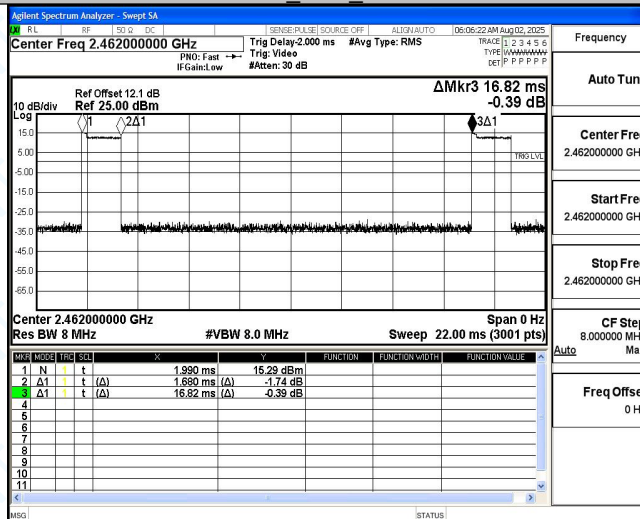 Agilent Spectrum Analyzer - Swept SA
LXI RL RF 50 Ω DC SENSE:PULSE SOURCE OFF ALIGN AUTO 06:06:22 AM Aug 02, 2025
Center Freq 2.462000000 GHz
PNO: Fast
IFGain:Low
Trig Delay-2.000 ms
Trig: Video
#Atten: 30 dB
#Avg Type: RMS
TRACE 1 2 3 4 5 6
TYPE W
DET P P P P P P
Ref Offset 12.1 dB
Ref 25.00 dBm
ΔMkr3 16.82 ms
-0.39 dB
10 dB/div
Log
1
2Δ1
3Δ1
TRIG LVL
15.0
5.00
-5.00
-15.0
-25.0
-35.0
-45.0
-55.0
-65.0
Center 2.462000000 GHz
Span 0 Hz
Res BW 8 MHz
#VBW 8.0 MHz
Sweep 22.00 ms (3001 pts)
MKR MODE TRC SCL X Y FUNCTION FUNCTION WIDTH FUNCTION VALUE
1 N 1 t 1.990 ms 15.29 dBm
2 Δ1 1 t (Δ) 1.680 ms (Δ) -1.74 dB
3 Δ1 1 t (Δ) 16.82 ms (Δ) -0.39 dB
4
5
6
7
8
9
10
11
MSG
STATUS
Frequency
Auto Tun
Center Fre
2.462000000 GH
Start Fre
2.462000000 GH
Stop Fre
2.462000000 GH
CF Step
8.000000 MH
Auto Ma
Freq Offse
0 H